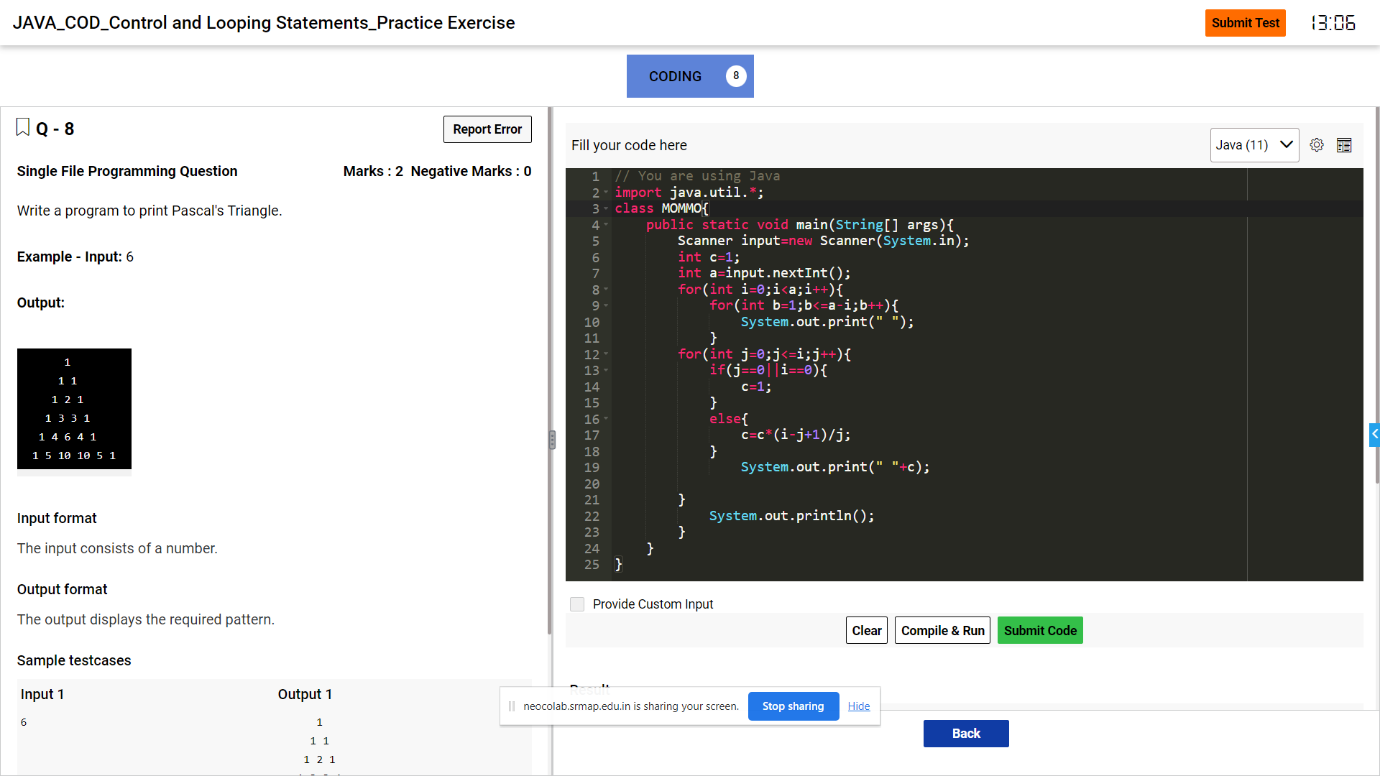 JAVA_COD_Control and Looping Statements_Practice Exercise
Submit Test
13:06
CODING 8
Q - 8
Report Error
Single File Programming Question
Marks : 2 Negative Marks : 0
Write a program to print Pascal's Triangle.
Example - Input: 6
Output:
1
1 1
1 2 1
1 3 3 1
1 4 6 4 1
1 5 10 10 5 1
Input format
The input consists of a number.
Output format
The output displays the required pattern.
Sample testcases
Input 1
Output 1
6
1
1 1
1 2 1
Fill your code here
Java (11)
1 // You are using Java
2 import java.util.*;
3 class MOMMO{
4 public static void main(String[] args){
5 Scanner input=new Scanner(System.in);
6 int c=1;
7 int a=input.nextInt();
8 for(int i=0;i<a;i++){
9 for(int b=1;b<=a-i;b++){
10 System.out.print(" ");
11 }
12 for(int j=0;j<=i;j++){
13 if(j==0||i==0){
14 c=1;
15 }
16 else{
17 c=c*(i-j+1)/j;
18 }
19 System.out.print(" "+c);
20
21 }
22 System.out.println();
23 }
24 }
25 }
Provide Custom Input
Clear
Compile & Run
Submit Code
Result
neocolab.srmap.edu.in is sharing your screen.
Stop sharing
Hide
Back